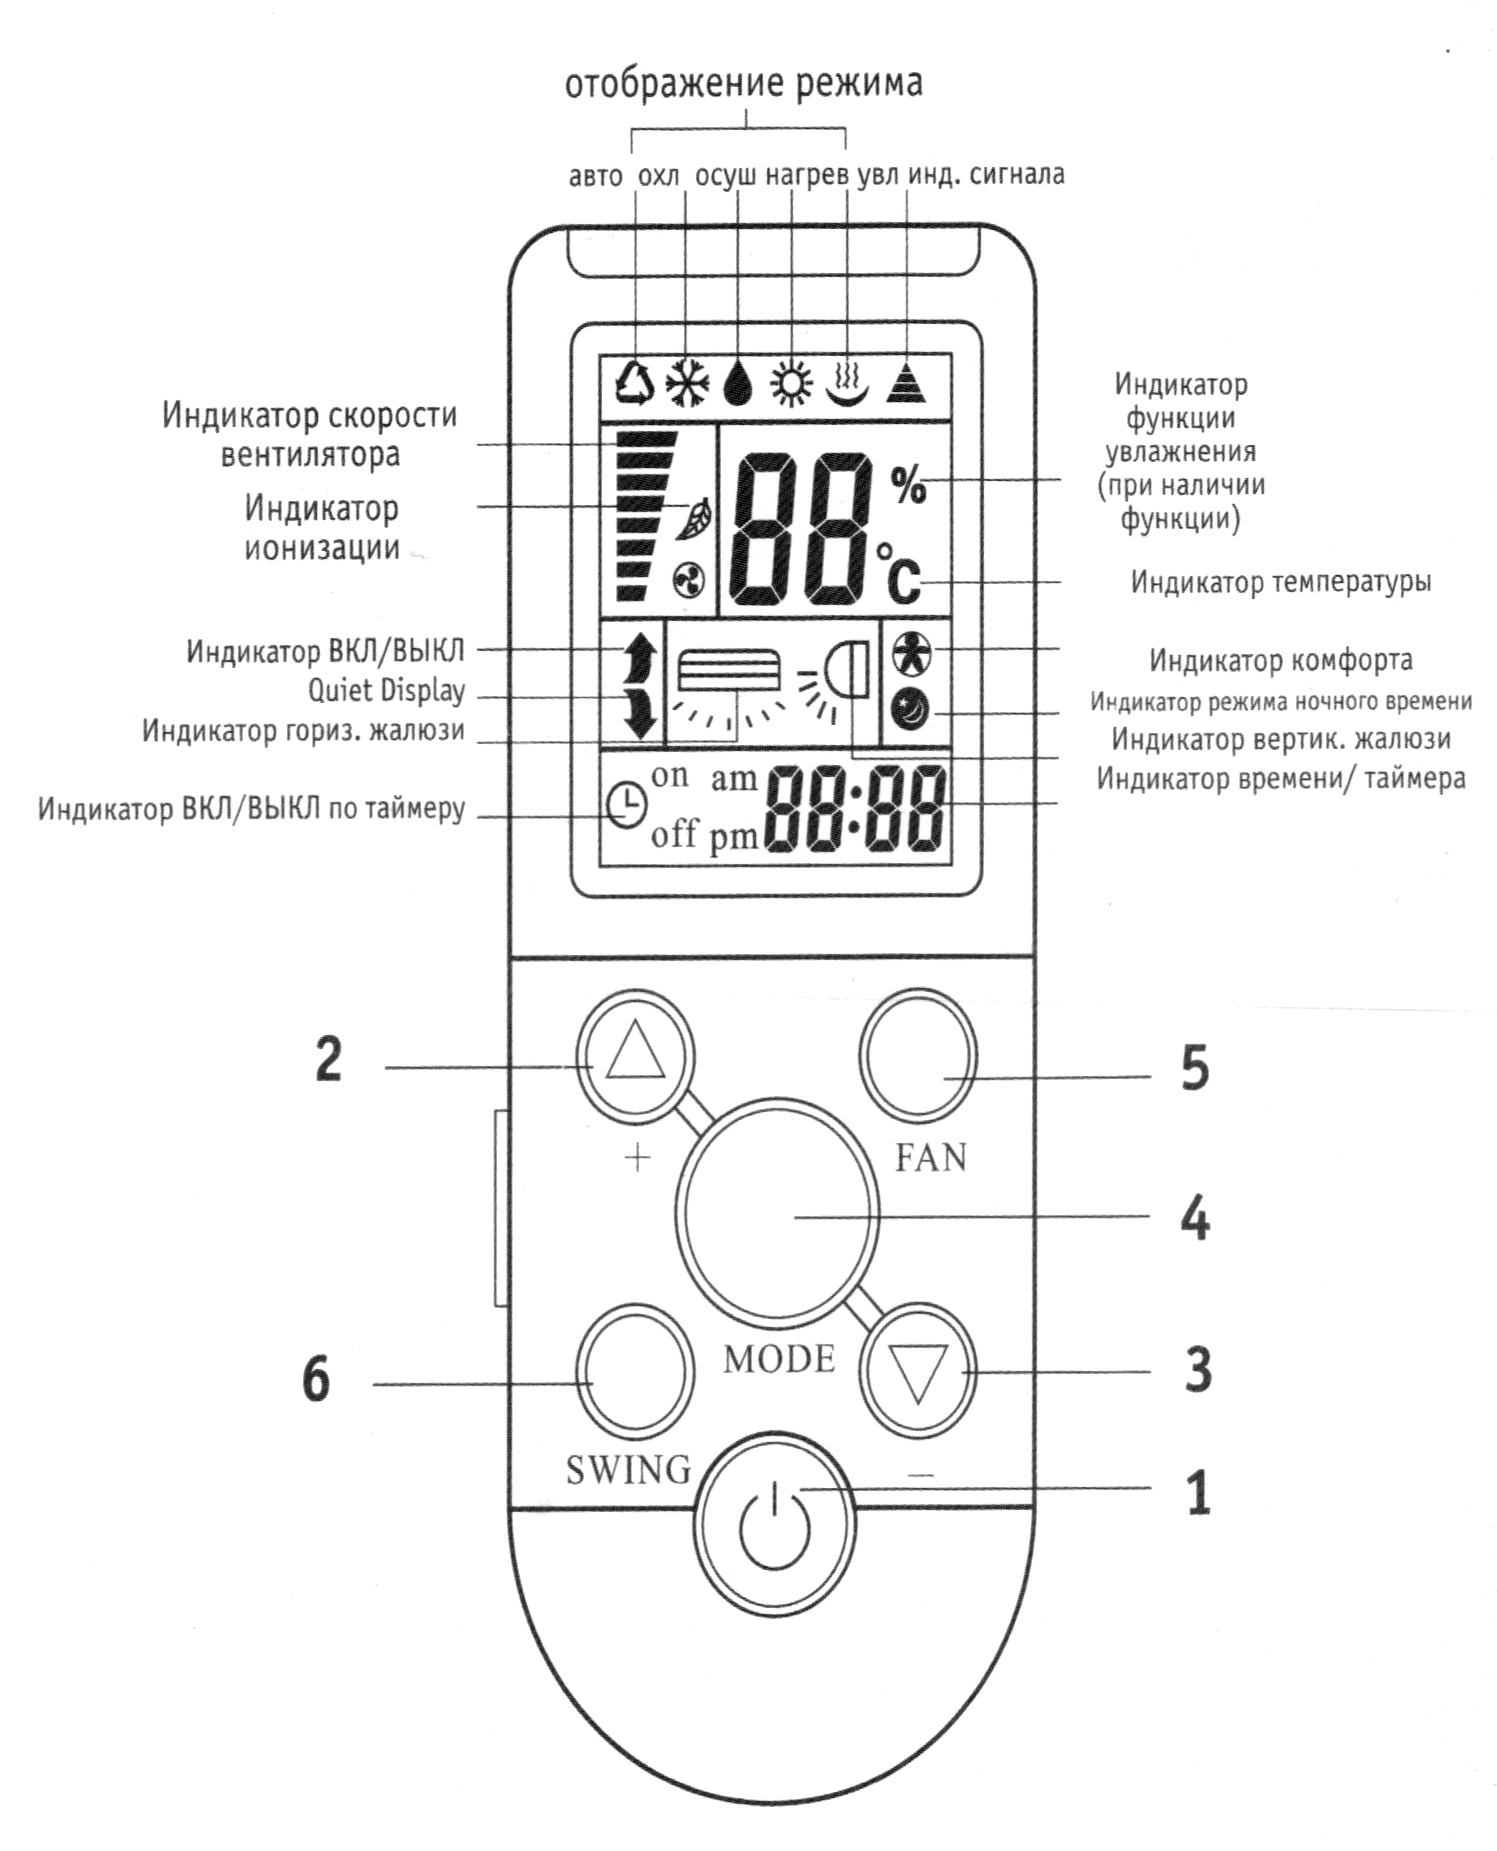 отображение режима
авто охл осуш нагрев увл инд. сигнала
Индикатор скорости
вентилятора
Индикатор
ионизации
Индикатор ВКЛ/ВЫКЛ
Quiet Display
Индикатор гориз. жалюзи
Индикатор ВКЛ/ВЫКЛ по таймеру
88 %
°C
on am 88:88
off pm
Индикатор
функции
увлажнения
(при наличии
функции)
Индикатор температуры
Индикатор комфорта
Индикатор режима ночного времени
Индикатор вертик. жалюзи
Индикатор времени/ таймера
2
5
+
FAN
4
MODE
6
3
SWING
–
1